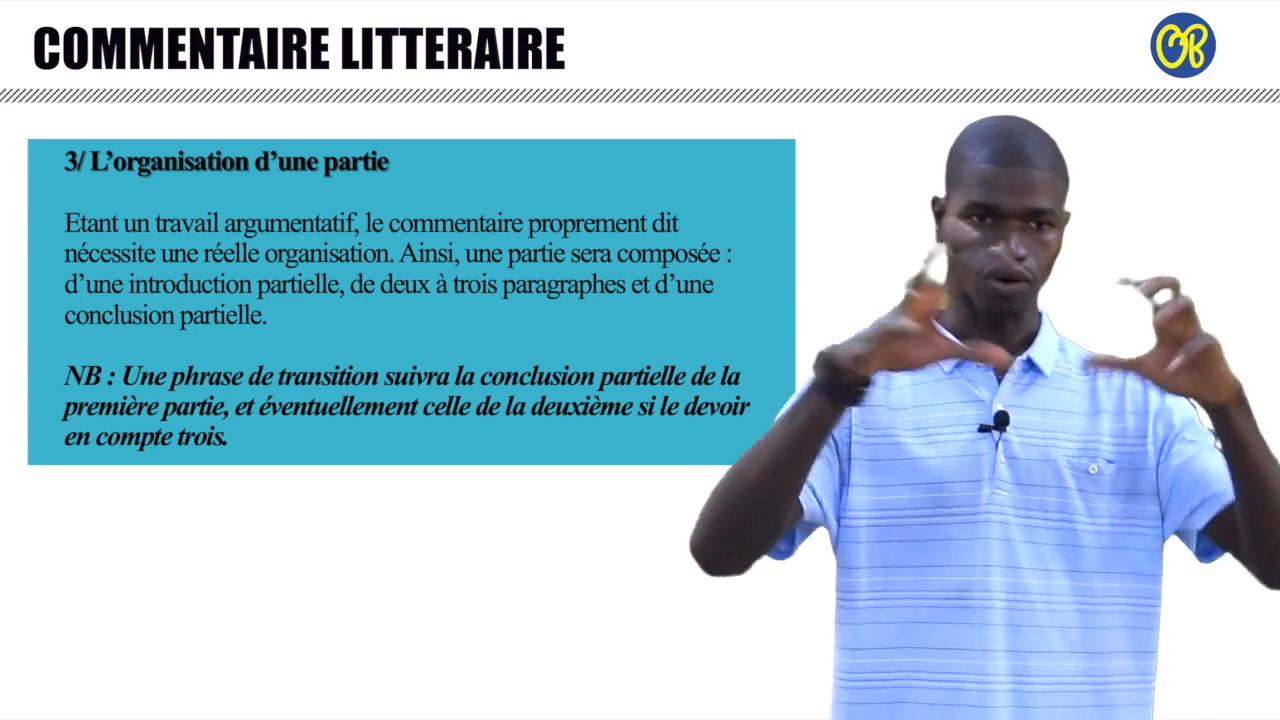 COMMENTAIRE LITTERAIRE
3/ L’organisation d’une partie
Etant un travail argumentatif, le commentaire proprement dit
nécessite une réelle organisation. Ainsi, une partie sera composée :
d’une introduction partielle, de deux à trois paragraphes et d’une
conclusion partielle.
NB : Une phrase de transition suivra la conclusion partielle de la
première partie, et éventuellement celle de la deuxième si le devoir
en compte trois.